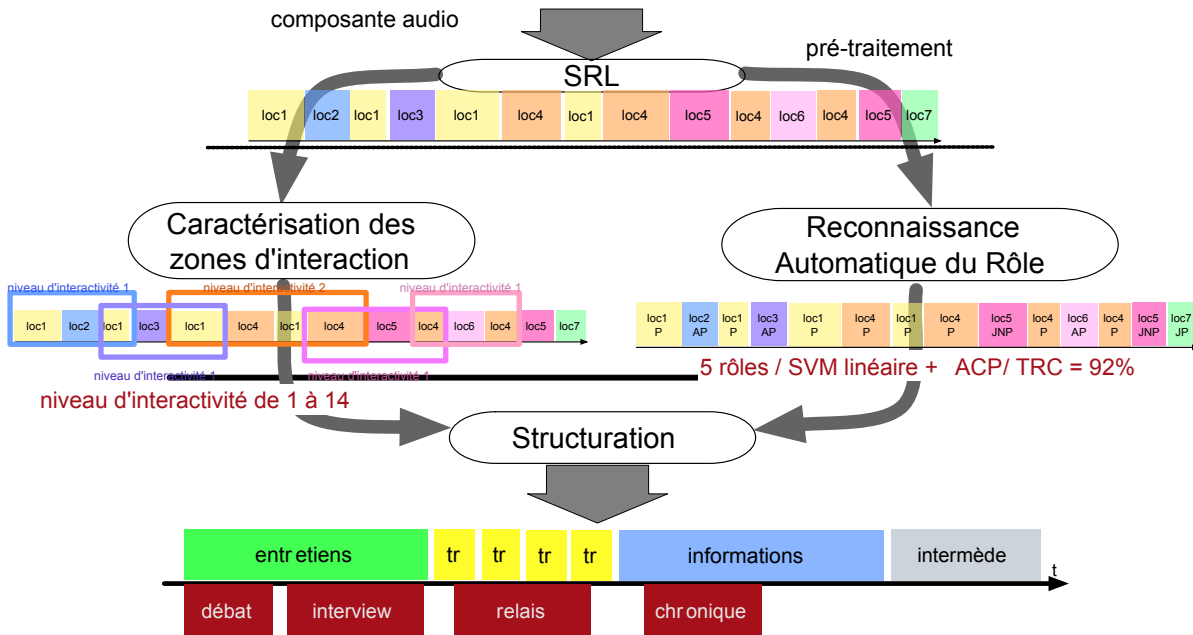 composante audio
pré-traitement
SRL
loc1 loc2 loc1 loc3 loc1 loc4 loc1 loc4 loc5 loc4 loc6 loc4 loc5 loc7
Caractérisation des
zones d'interaction
Reconnaissance
Automatique du Rôle
niveau d'interactivité 1 niveau d'interactivité 2 niveau d'interactivité 1
loc1 loc2 loc1 loc3 loc1 loc4 loc1 loc4 loc5 loc4 loc6 loc4 loc5 loc7
niveau d'interactivité 1 niveau d'interactivité 1
niveau d'interactivité de 1 à 14
loc1 loc2 loc1 loc3 loc1 loc4 loc1 loc4 loc5 loc4 loc6 loc4 loc5 loc7
P AP P AP P P P P JNP P AP P JNP JP
5 rôles / SVM linéaire + ACP/ TRC = 92%
Structuration
entretiens tr tr tr tr informations intermède
t
débat interview relais chronique